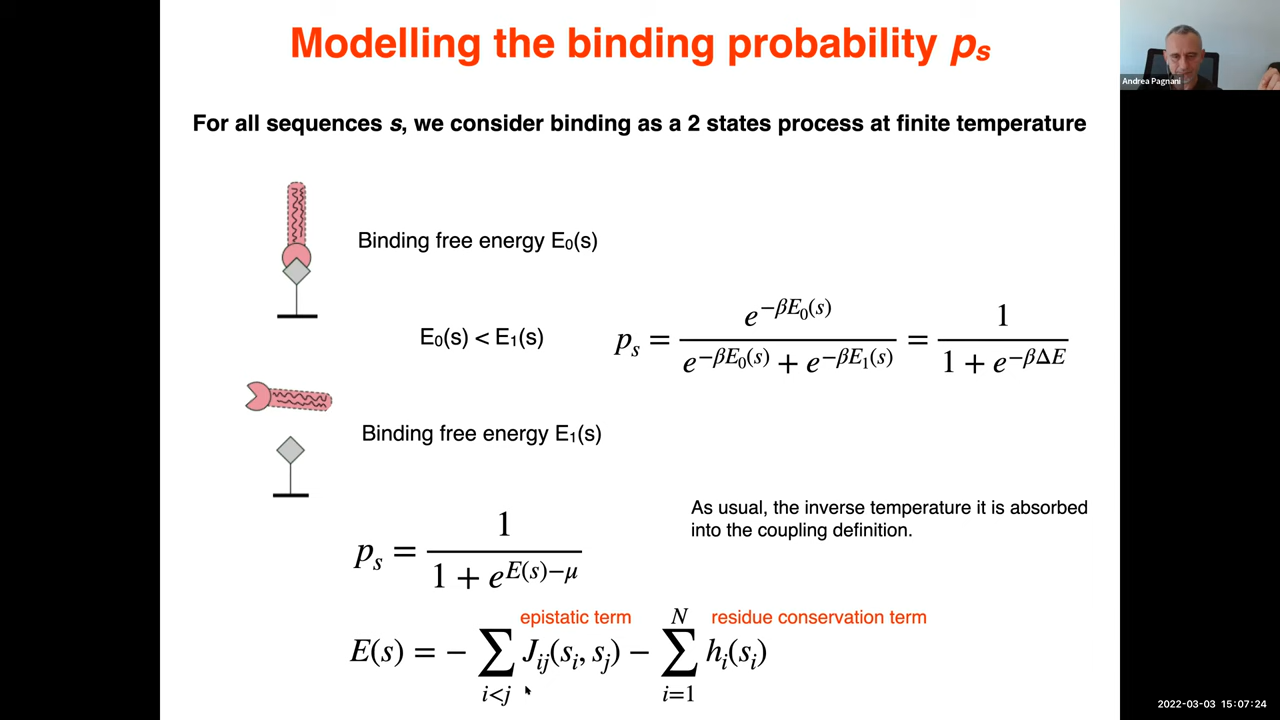 Modelling the binding probability pₛ
Andrea Pagnani
For all sequences s, we consider binding as a 2 states process at finite temperature
Binding free energy E₀(s)
E₀(s) < E₁(s)
pₛ = e^{−βE₀(s)} / (e^{−βE₀(s)} + e^{−βE₁(s)}) = 1 / (1 + e^{−βΔE})
Binding free energy E₁(s)
As usual, the inverse temperature it is absorbed
into the coupling definition.
pₛ = 1 / (1 + e^{E(s)−μ})
epistatic term
residue conservation term
E(s) = − ∑_{i<j} J_{ij}(s_i, s_j) − ∑_{i=1}^{N} h_i(s_i)
2022-03-03 15:07:24